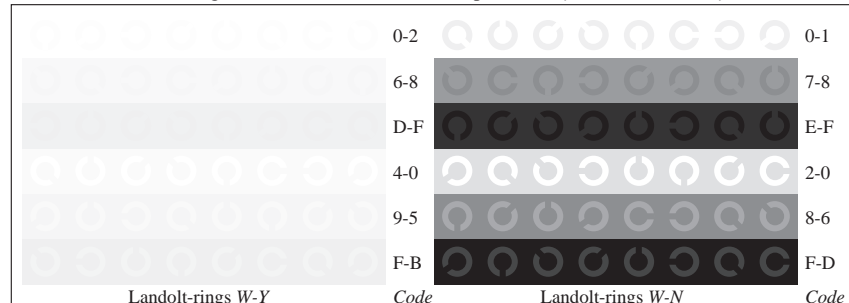 0-2 0-1
6-8 7-8
D-F E-F
4-0 2-0
9-5 8-6
F-B F-D
Landolt-rings W-Y Code Landolt-rings W-N Code